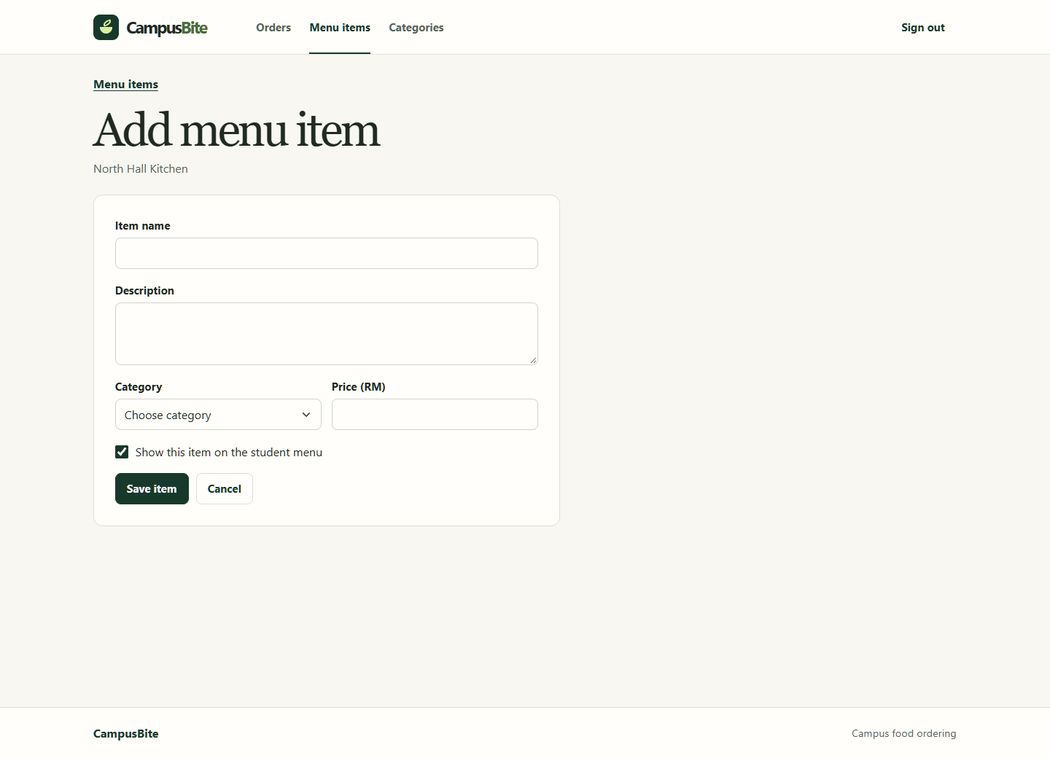 CampusBite Orders Menu items Categories Sign out
Menu items
Add menu item
North Hall Kitchen
Item name
Description
Category Price (RM)
Choose category
Show this item on the student menu
Save item Cancel
CampusBite Campus food ordering